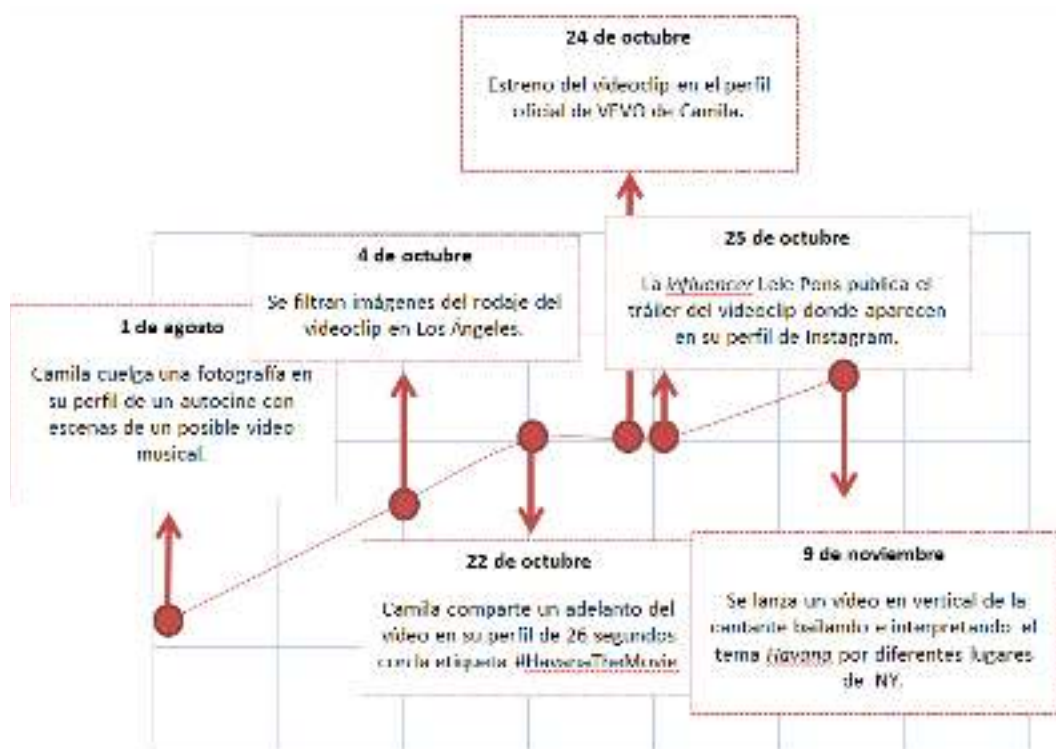 24 de octubre
Estreno del videoclip en el perfil
oficial de VEVO de Camila.
4 de octubre
Se filtran imágenes del rodaje del
videoclip en Los Ángeles.
25 de octubre
La influencer Lele Pons publica el
tráiler del videoclip donde aparecen
en su perfil de Instagram.
1 de agosto
Camila cuelga una fotografía en
su perfil de un autocine con
escenas de un posible video
musical.
22 de octubre
Camila comparte un adelanto del
vídeo en su perfil de 26 segundos
con la etiqueta #HavanaTheMovie
9 de noviembre
Se lanza un vídeo en vertical de la
cantante bailando e interpretando el
tema Havana por diferentes lugares
de NY.